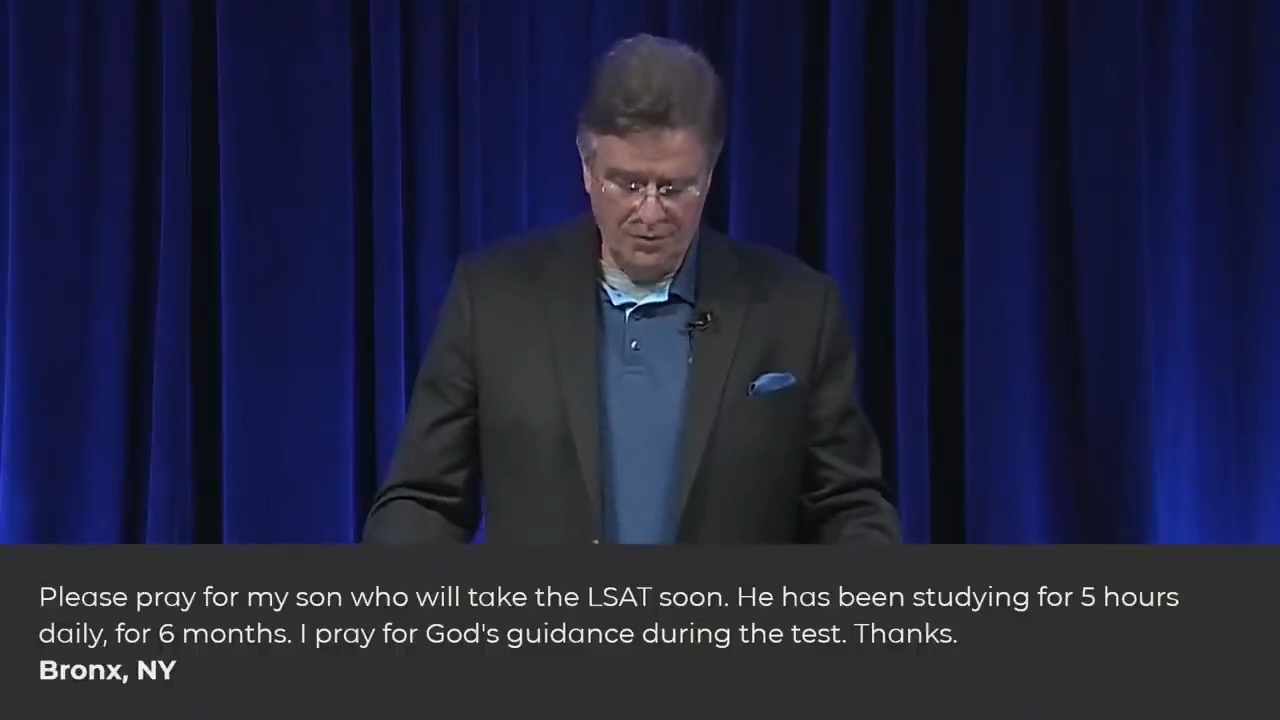 Please pray for my son who will take the LSAT soon. He has been studying for 5 hours
daily, for 6 months. I pray for God's guidance during the test. Thanks.
Bronx, NY